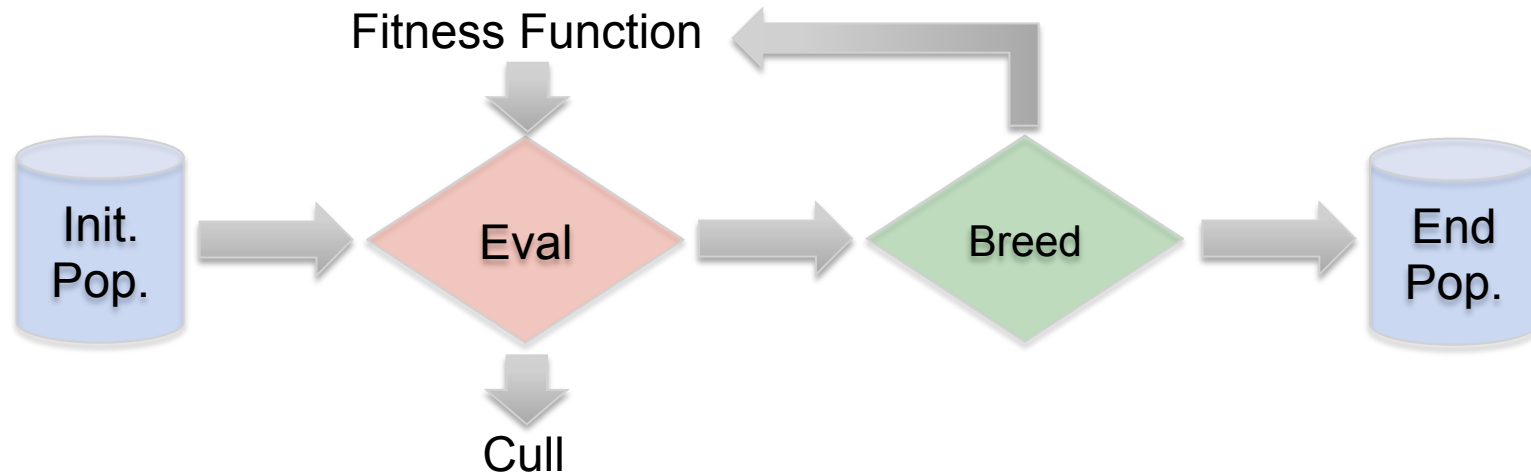 Fitness Function
Init.
Pop.
Eval
Breed
End
Pop.
Cull